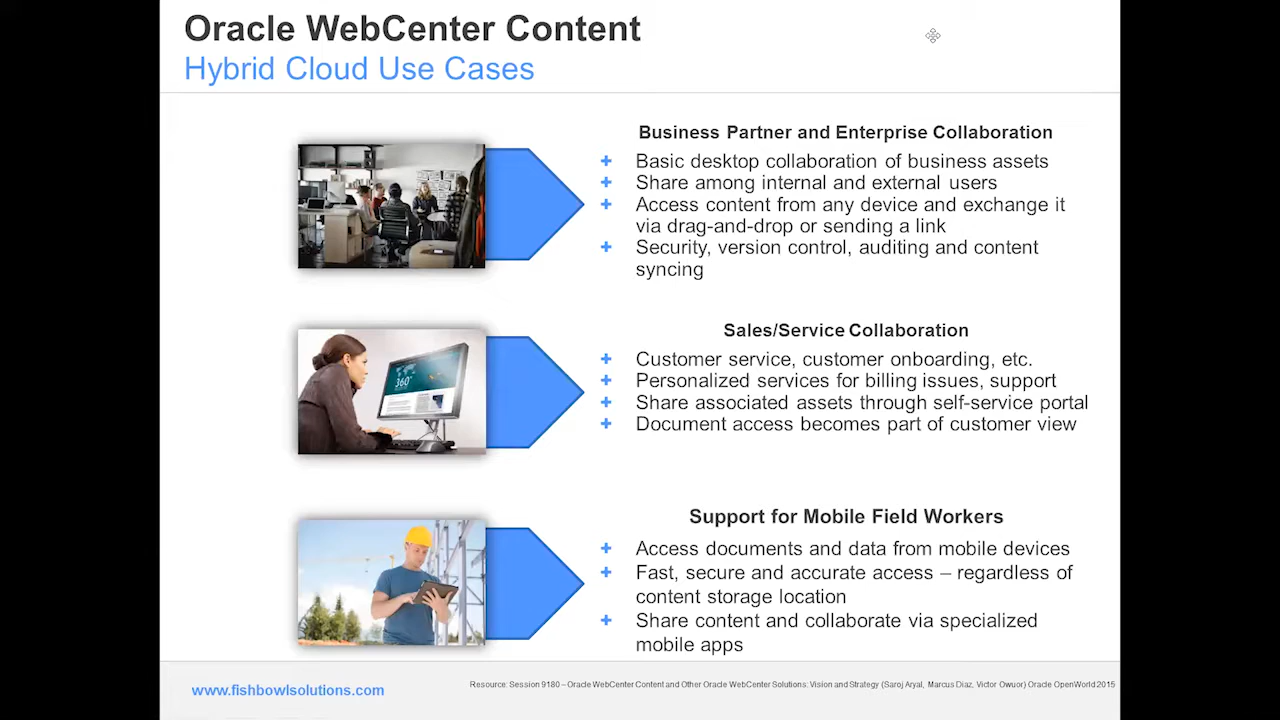 Oracle WebCenter Content
Hybrid Cloud Use Cases
Business Partner and Enterprise Collaboration
+ Basic desktop collaboration of business assets
+ Share among internal and external users
+ Access content from any device and exchange it
via drag-and-drop or sending a link
+ Security, version control, auditing and content
syncing
360°
Sales/Service Collaboration
+ Customer service, customer onboarding, etc.
+ Personalized services for billing issues, support
+ Share associated assets through self-service portal
+ Document access becomes part of customer view
Support for Mobile Field Workers
+ Access documents and data from mobile devices
+ Fast, secure and accurate access – regardless of
content storage location
+ Share content and collaborate via specialized
mobile apps
www.fishbowlsolutions.com
Resource: Session 9180 – Oracle WebCenter Content and Other Oracle WebCenter Solutions: Vision and Strategy (Saroj Aryal, Marcus Diaz, Victor Owuor) Oracle OpenWorld 2015